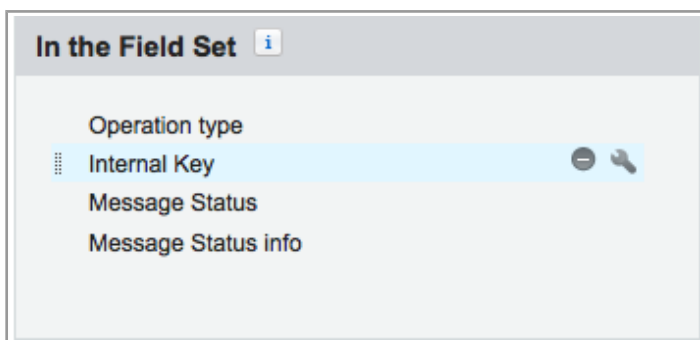 In the Field Set i
Operation type
Internal Key
Message Status
Message Status info